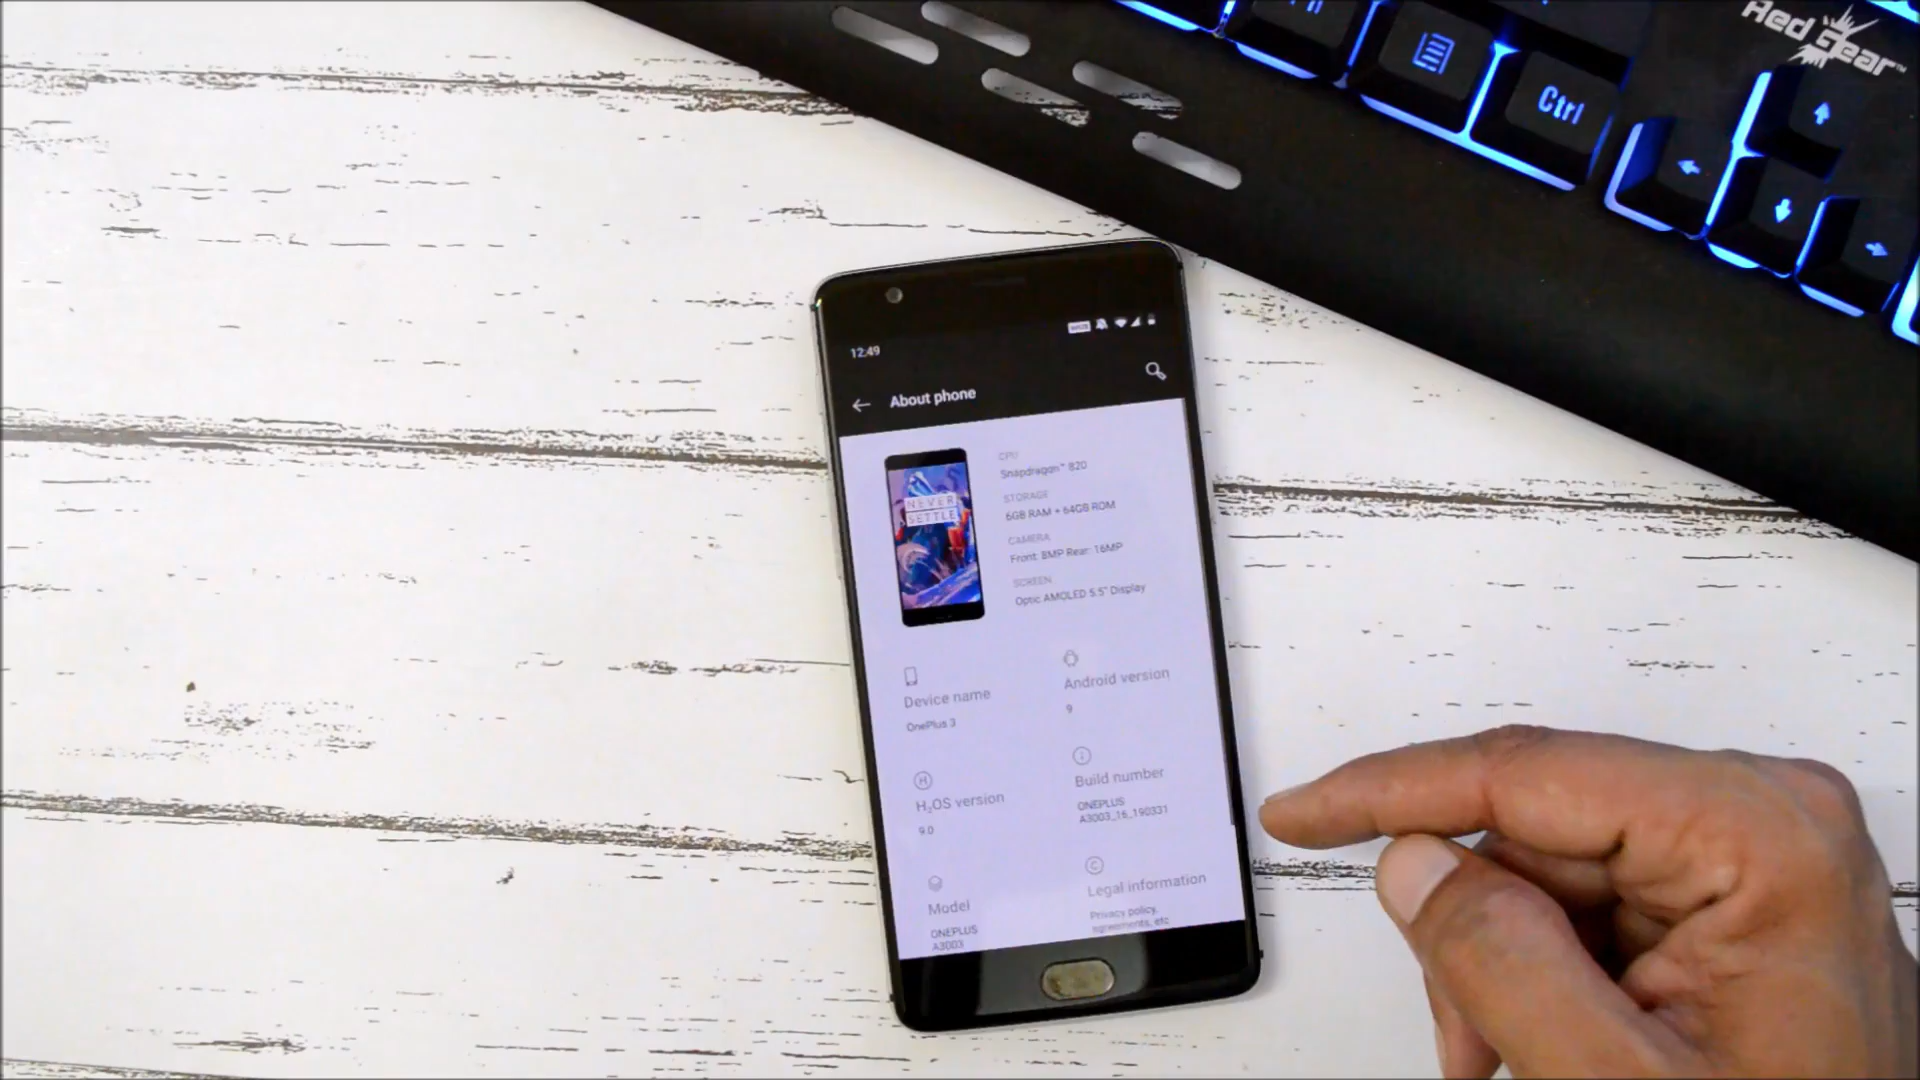 Red Gear™
Ctrl
12:49
About phone
NEVER
SETTLE
CPU
Snapdragon™ 820
STORAGE
6GB RAM + 64GB ROM
CAMERA
Front: 8MP Rear: 16MP
SCREEN
Optic AMOLED 5.5" Display
Device name
OnePlus 3
Android version
9
H₂OS version
9.0
Build number
ONEPLUS
A3003_16_190331
Model
ONEPLUS
A3003
Legal information
Privacy policy,
agreements, etc